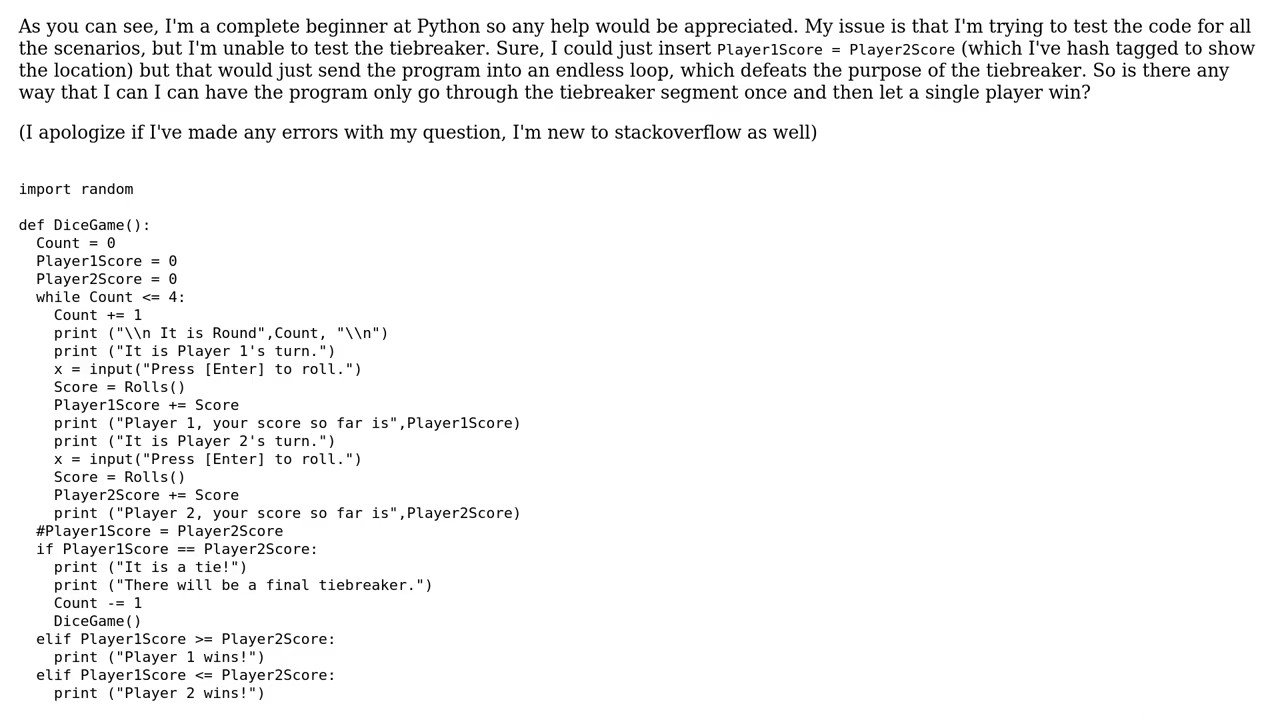 As you can see, I'm a complete beginner at Python so any help would be appreciated. My issue is that I'm trying to test the code for all
the scenarios, but I'm unable to test the tiebreaker. Sure, I could just insert Player1Score = Player2Score (which I've hash tagged to show
the location) but that would just send the program into an endless loop, which defeats the purpose of the tiebreaker. So is there any
way that I can I can have the program only go through the tiebreaker segment once and then let a single player win?
(I apologize if I've made any errors with my question, I'm new to stackoverflow as well)
import random
def DiceGame():
  Count = 0
  Player1Score = 0
  Player2Score = 0
  while Count <= 4:
    Count += 1
    print ("\\n It is Round",Count, "\\n")
    print ("It is Player 1's turn.")
    x = input("Press [Enter] to roll.")
    Score = Rolls()
    Player1Score += Score
    print ("Player 1, your score so far is",Player1Score)
    print ("It is Player 2's turn.")
    x = input("Press [Enter] to roll.")
    Score = Rolls()
    Player2Score += Score
    print ("Player 2, your score so far is",Player2Score)
  #Player1Score = Player2Score
  if Player1Score == Player2Score:
    print ("It is a tie!")
    print ("There will be a final tiebreaker.")
    Count -= 1
    DiceGame()
  elif Player1Score >= Player2Score:
    print ("Player 1 wins!")
  elif Player1Score <= Player2Score:
    print ("Player 2 wins!")